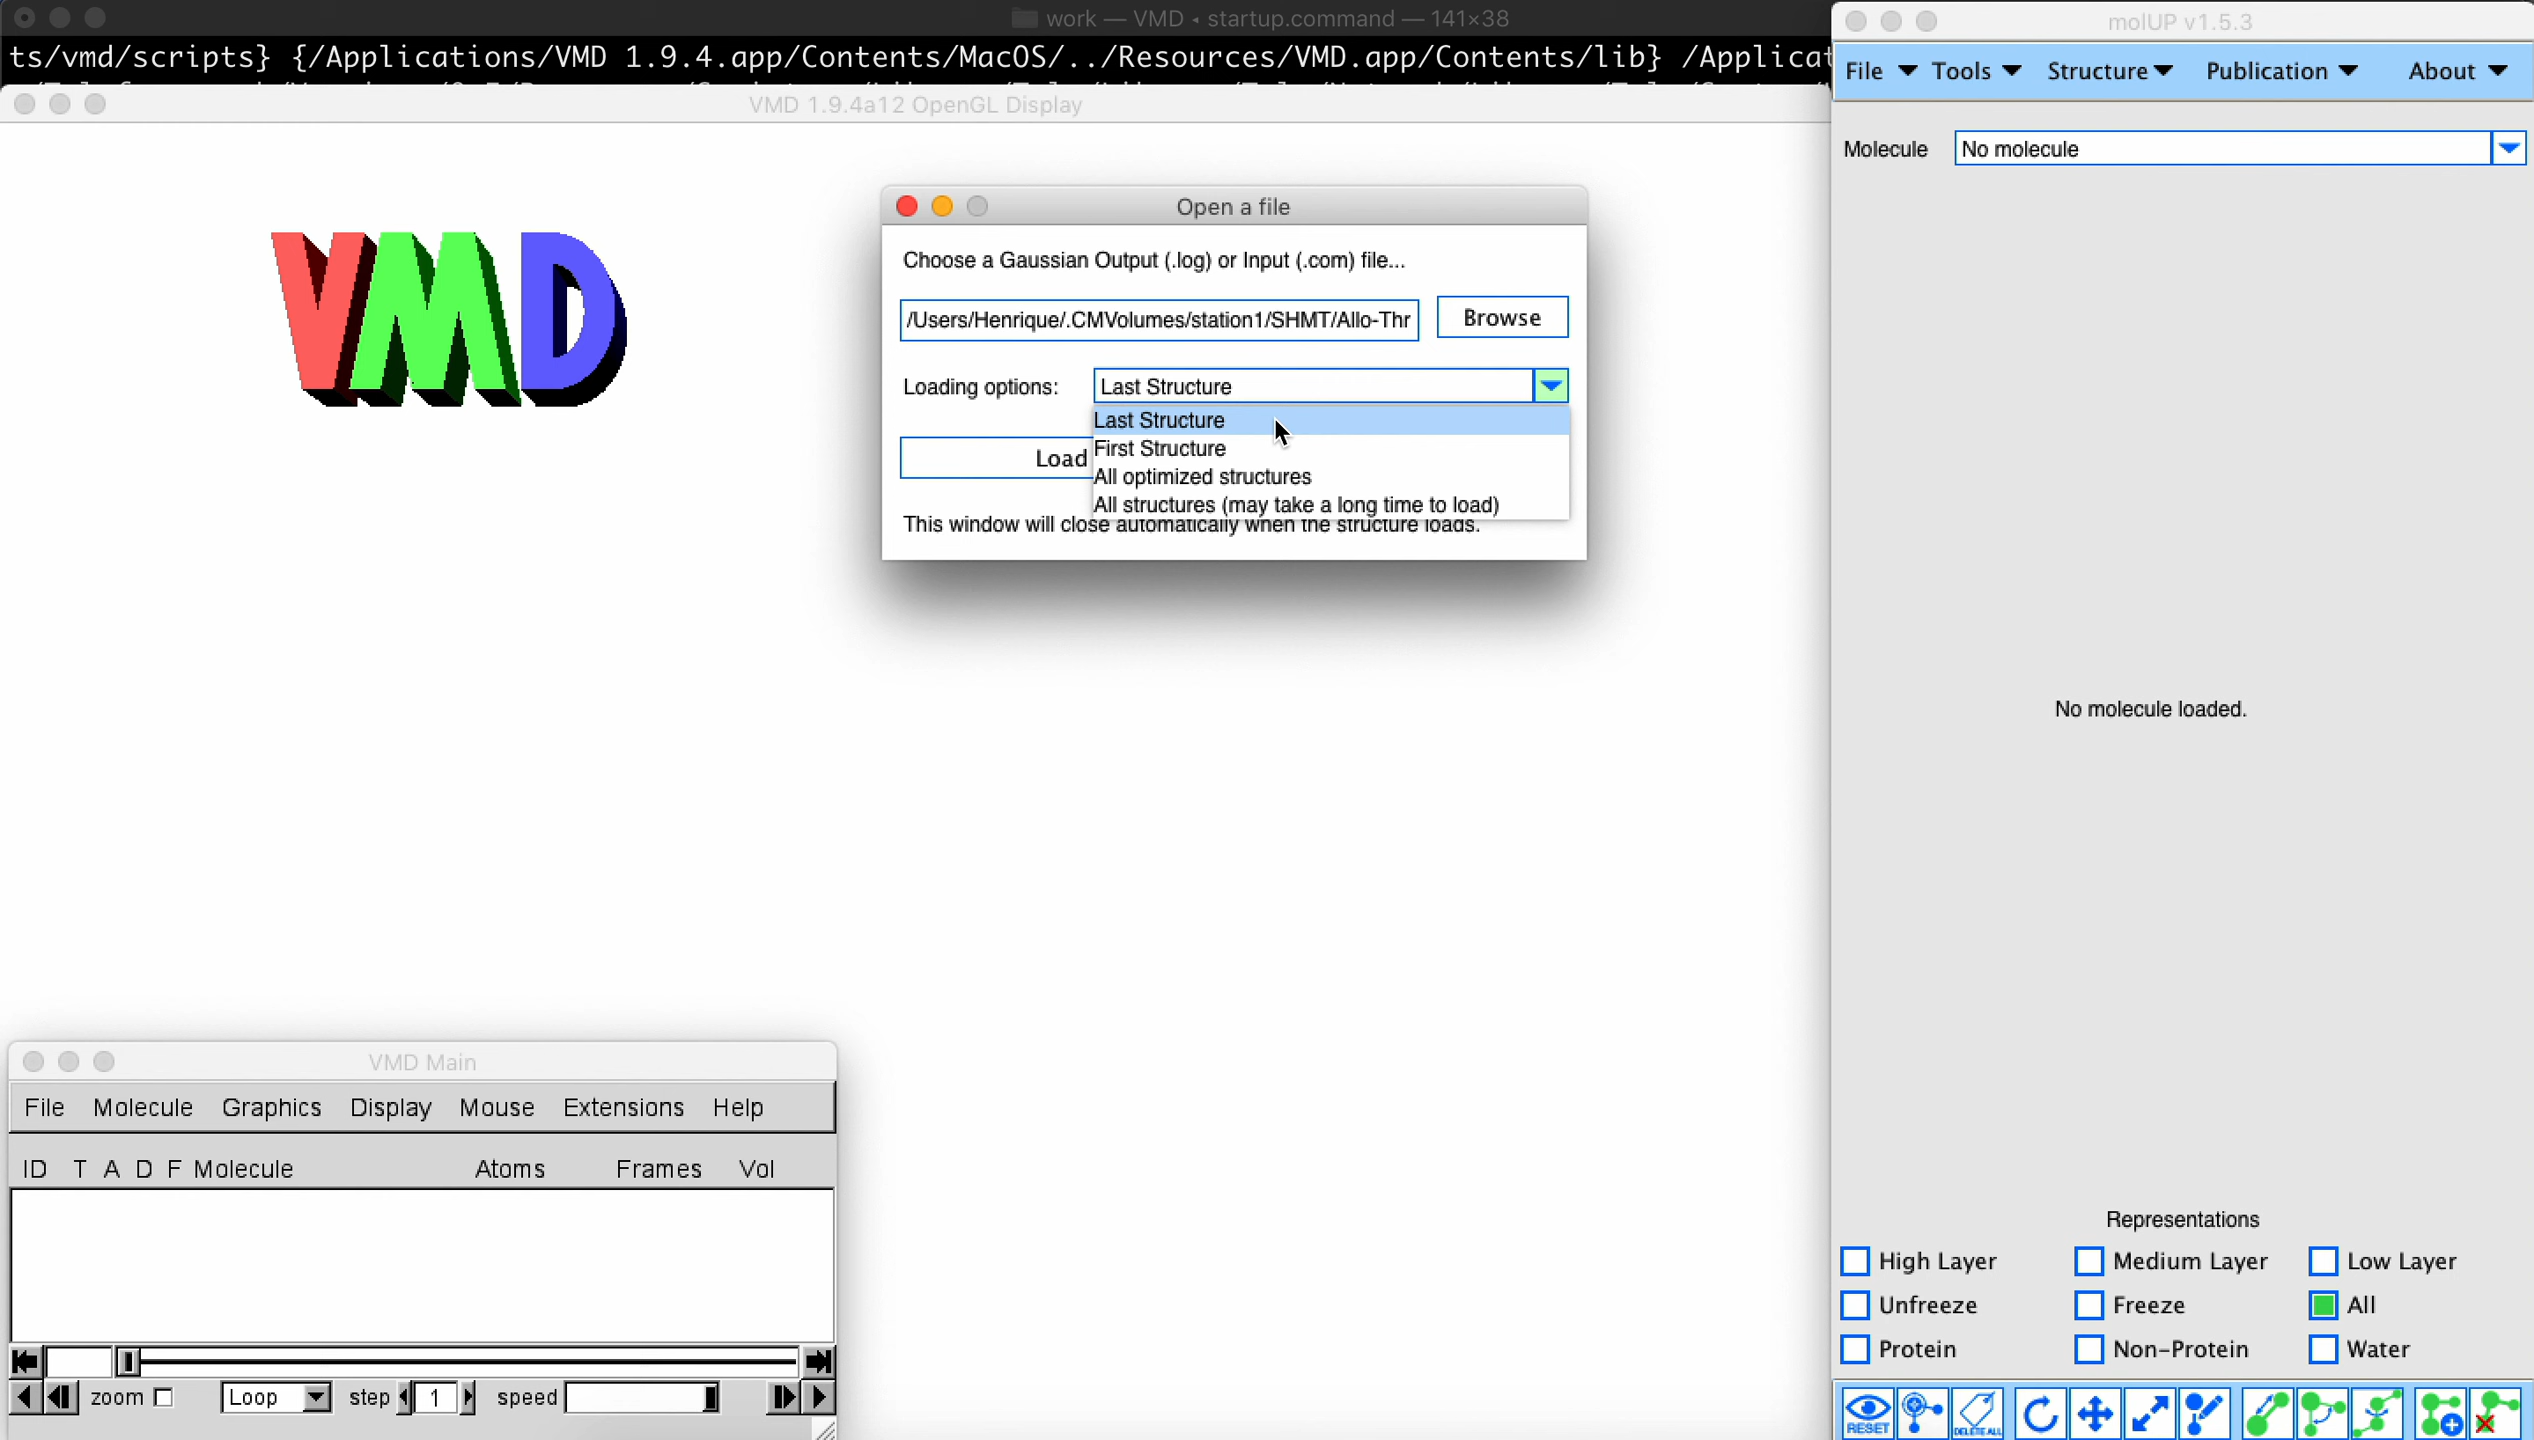 work — VMD ◂ startup.command — 141×38
ts/vmd/scripts} {/Applications/VMD 1.9.4.app/Contents/MacOS/../Resources/VMD.app/Contents/lib} /Applicat
VMD 1.9.4a12 OpenGL Display
VMD
Open a file
Choose a Gaussian Output (.log) or Input (.com) file...
/Users/Henrique/.CMVolumes/station1/SHMT/Allo-Thr
Browse
Loading options:
Last Structure
Last Structure
First Structure
All optimized structures
All structures (may take a long time to load)
Load
This window will close automatically when the structure loads.
molUP v1.5.3
File Tools Structure Publication About
Molecule No molecule
No molecule loaded.
Representations
High Layer Medium Layer Low Layer
Unfreeze Freeze All
Protein Non-Protein Water
RESET
DELETE ALL
VMD Main
File Molecule Graphics Display Mouse Extensions Help
ID T A D F Molecule Atoms Frames Vol
zoom Loop step 1 speed